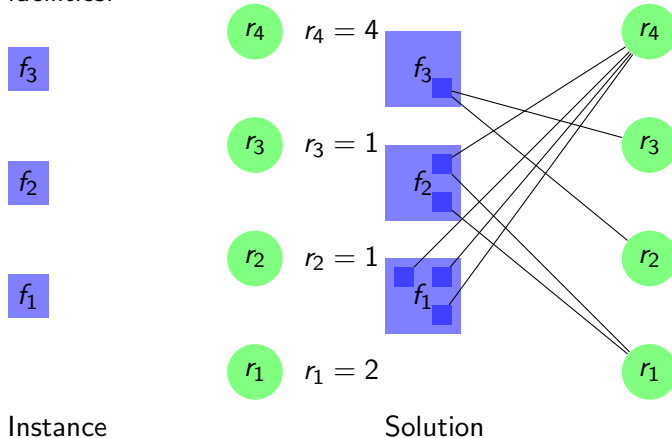 r4 r4 = 4 r4
f3 f3
r3 r3 = 1 r3
f2 f2
r2 r2 = 1 r2
f1 f1
r1 r1 = 2 r1
Instance Solution